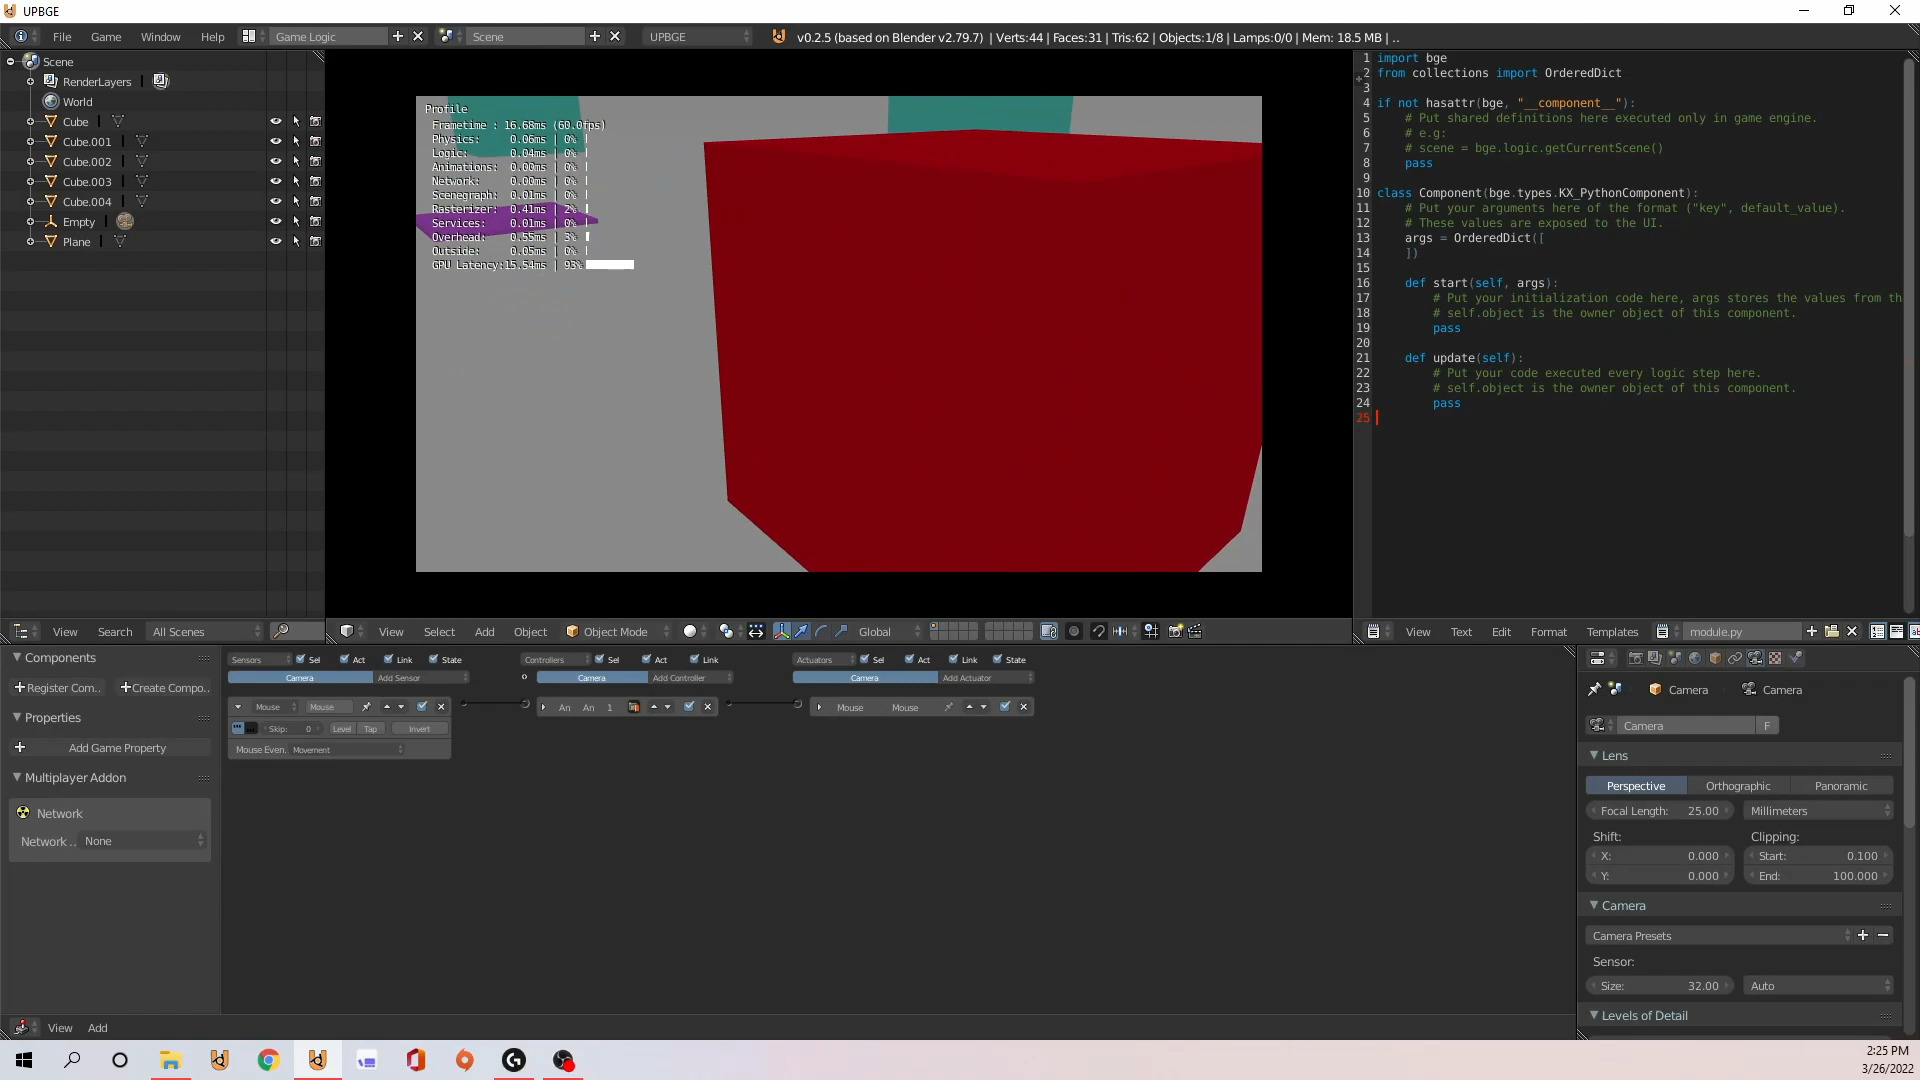 UPBGE
File Game Window Help Game Logic Scene UPBGE v0.2.5 (based on Blender v2.79.7) | Verts:44 | Faces:31 | Tris:62 | Objects:1/8 | Lamps:0/0 | Mem: 18.5 MB | ..
Scene
RenderLayers |
World
Cube |
Cube.001 |
Cube.002 |
Cube.003 |
Cube.004 |
Empty |
Plane |
Profile
Frametime : 16.68ms (60.0fps)
Physics: 0.06ms | 0%
Logic: 0.04ms | 0%
Animations: 0.00ms | 0%
Network: 0.00ms | 0%
Scenegraph: 0.01ms | 0%
Rasterizer: 0.41ms | 2%
Services: 0.01ms | 0%
Overhead: 0.55ms | 3%
Outside: 0.05ms | 0%
GPU Latency:15.54ms | 93%
1 import bge
2 from collections import OrderedDict
3
4 if not hasattr(bge, "__component__"):
5 # Put shared definitions here executed only in game engine.
6 # e.g:
7 # scene = bge.logic.getCurrentScene()
8 pass
9
10 class Component(bge.types.KX_PythonComponent):
11 # Put your arguments here of the format ("key", default_value).
12 # These values are exposed to the UI.
13 args = OrderedDict([
14 ])
15
16 def start(self, args):
17 # Put your initialization code here, args stores the values from th
18 # self.object is the owner object of this component.
19 pass
20
21 def update(self):
22 # Put your code executed every logic step here.
23 # self.object is the owner object of this component.
24 pass
25
View Search All Scenes
View Select Add Object Object Mode Global
View Text Edit Format Templates module.py
Components
Register Com.. Create Compo..
Properties
Add Game Property
Multiplayer Addon
Network
Network .. None
Sensors Sel Act Link State
Camera Add Sensor
Mouse Mouse
Skip: 0 Level Tap Invert
Mouse Even. Movement
Controllers Sel Act Link
Camera Add Controller
An An 1
Actuators Sel Act Link State
Camera Add Actuator
Mouse Mouse
View Add
Camera Camera
Camera F
Lens
Perspective Orthographic Panoramic
Focal Length: 25.00 Millimeters
Shift: Clipping:
X: 0.000 Start: 0.100
Y: 0.000 End: 100.000
Camera
Camera Presets
Sensor:
Size: 32.00 Auto
Levels of Detail
2:25 PM
3/26/2022